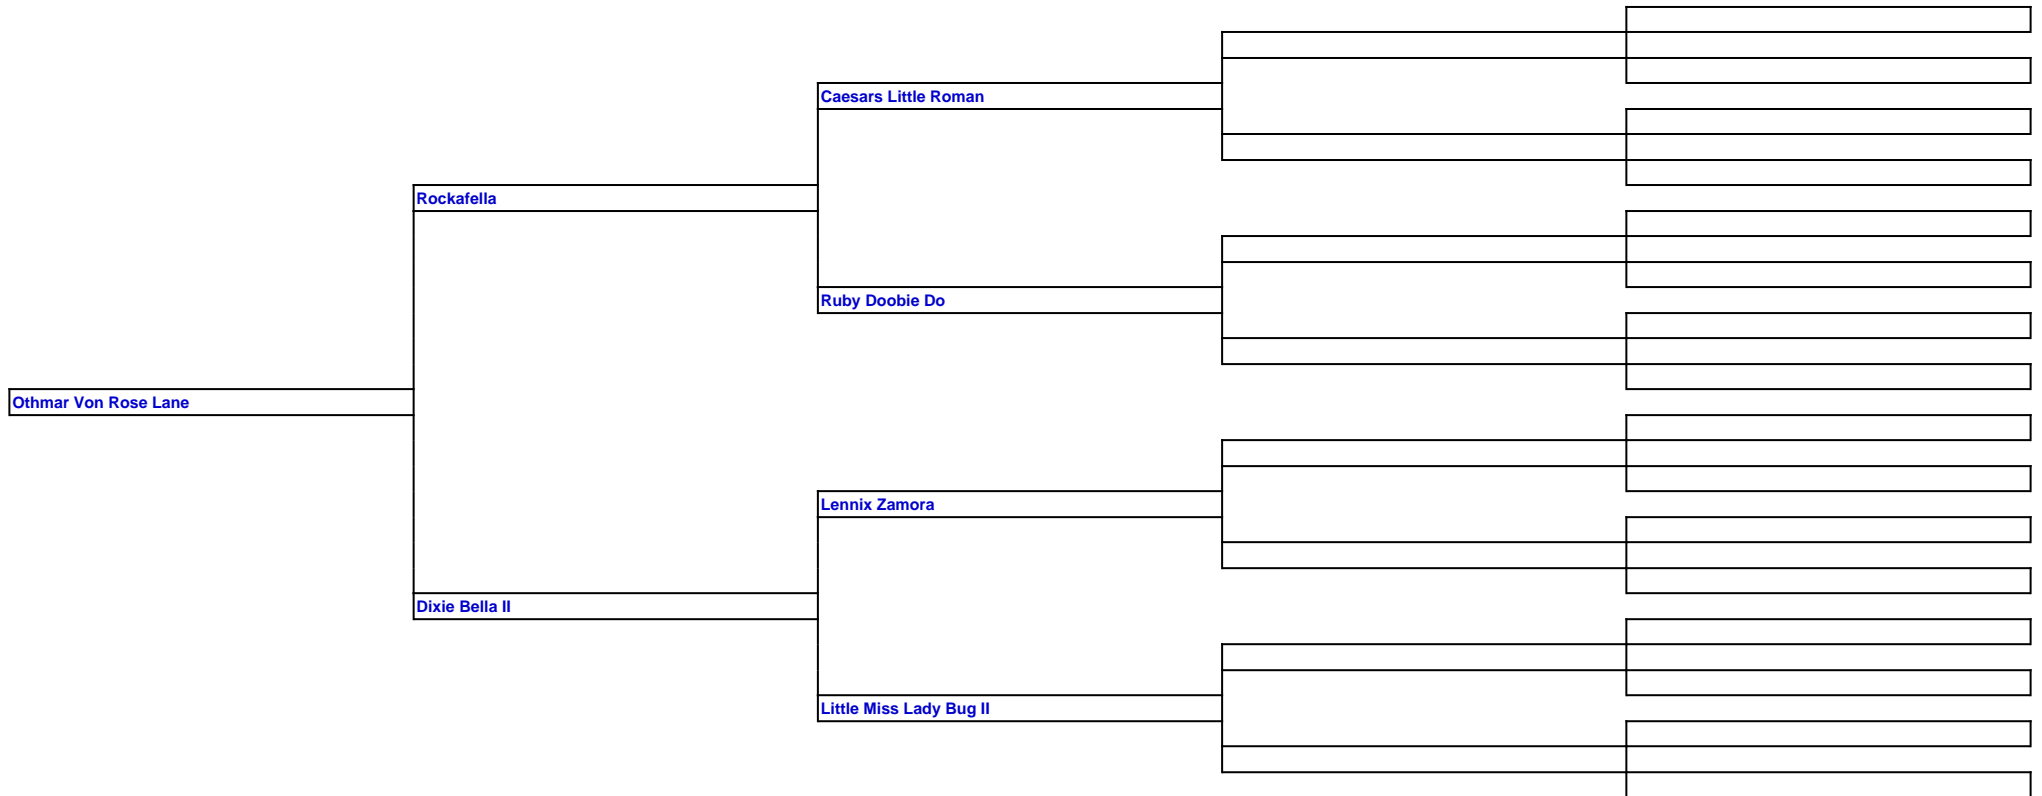 Caesars Little Roman
Rockafella
Ruby Doobie Do
Othmar Von Rose Lane
Lennix Zamora
Dixie Bella II
Little Miss Lady Bug II